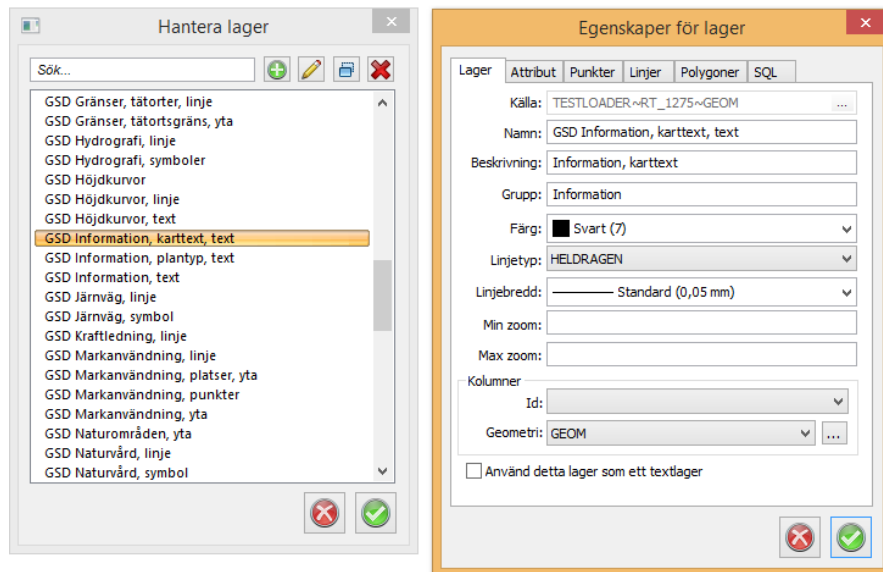 Hantera lager
Sök...
GSD Gränser, tätorter, linje
GSD Gränser, tätortsgräns, yta
GSD Hydrografi, linje
GSD Hydrografi, symboler
GSD Höjdkurvor
GSD Höjdkurvor, linje
GSD Höjdkurvor, text
GSD Information, karttext, text
GSD Information, plantyp, text
GSD Information, text
GSD Järnväg, linje
GSD Järnväg, symbol
GSD Kraftledning, linje
GSD Markanvändning, linje
GSD Markanvändning, platser, yta
GSD Markanvändning, punkter
GSD Markanvändning, yta
GSD Naturområden, yta
GSD Naturvård, linje
GSD Naturvård, symbol
Egenskaper för lager
Lager Attribut Punkter Linjer Polygoner SQL
Källa: TESTLOADER~RT_1275~GEOM ...
Namn: GSD Information, karttext, text
Beskrivning: Information, karttext
Grupp: Information
Färg: Svart (7)
Linjetyp: HELDRAGEN
Linjebredd: Standard (0,05 mm)
Min zoom:
Max zoom:
Kolumner
Id:
Geometri: GEOM ...
Använd detta lager som ett textlager